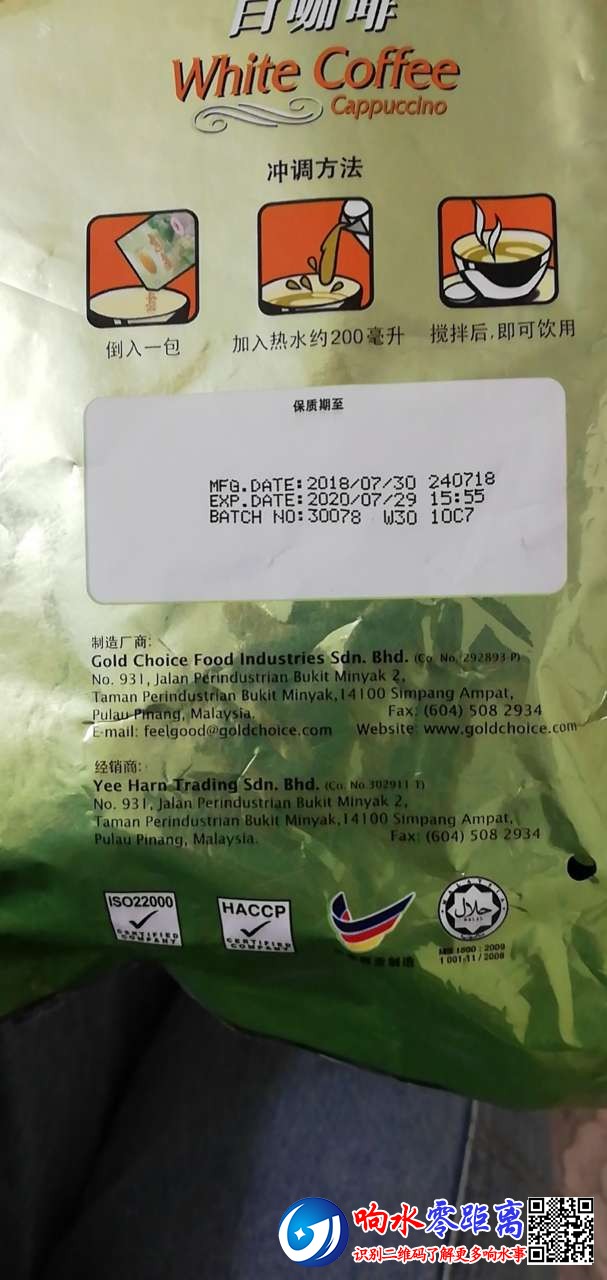 白咖啡
White Coffee
Cappuccino
冲调方法
倒入一包
加入热水约200毫升
搅拌后,即可饮用
保质期至
MFG.DATE:2018/07/30 240718
EXP.DATE:2020/07/29 15:55
BATCH NO:30078 W30 10C7
制造厂商:
Gold Choice Food Industries Sdn. Bhd. (Co. No. 292893-P)
No. 931, Jalan Perindustrian Bukit Minyak 2,
Taman Perindustrian Bukit Minyak,14100 Simpang Ampat,
Pulau Pinang, Malaysia. Fax: (604) 508 2934
E-mail: feelgood@goldchoice.com Website: www.goldchoice.com
经销商:
Yee Harn Trading Sdn. Bhd. (Co. No.302911-T)
No. 931, Jalan Perindustrian Bukit Minyak 2,
Taman Perindustrian Bukit Minyak,14100 Simpang Ampat,
Pulau Pinang, Malaysia. Fax: (604) 508 2934
ISO22000
CERTIFIED
COMPANY
HACCP
CERTIFIED
COMPANY
制造
MALAYSIA
حلال
HALAL
MS 1500 : 2009
1 001-11/2008
响水零距离
识别二维码了解更多响水事